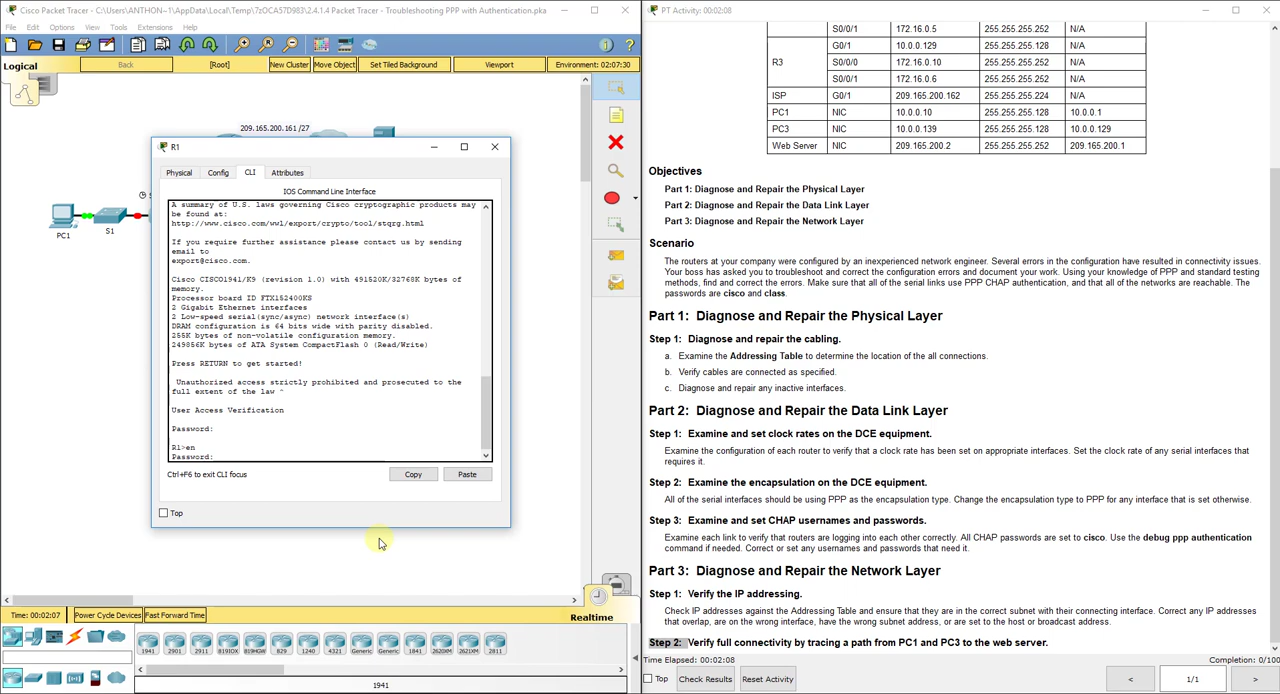 Cisco Packet Tracer - C:\Users\ANTHON~1\AppData\Local\Temp\7zOCA57D983\2.4.1.4 Packet Tracer - Troubleshooting PPP with Authentication.pka
File Edit Options View Tools Extensions Help
Logical Back [Root] New Cluster Move Object Set Tiled Background Viewport Environment: 02:07:30
209.165.200.161 /27
PC1
S1
R1
Physical Config CLI Attributes
IOS Command Line Interface
A summary of U.S. laws governing Cisco cryptographic products may
be found at:
http://www.cisco.com/wwl/export/crypto/tool/stqrg.html
If you require further assistance please contact us by sending
email to
export@cisco.com.
Cisco CISCO1941/K9 (revision 1.0) with 491520K/32768K bytes of
memory.
Processor board ID FTX152400KS
2 Gigabit Ethernet interfaces
2 Low-speed serial(sync/async) network interface(s)
DRAM configuration is 64 bits wide with parity disabled.
255K bytes of non-volatile configuration memory.
249856K bytes of ATA System CompactFlash 0 (Read/Write)
Press RETURN to get started!
Unauthorized access strictly prohibited and prosecuted to the
full extent of the law ^
User Access Verification
Password:
R1>en
Password:
Ctrl+F6 to exit CLI focus Copy Paste
Top
Time: 00:02:07 Power Cycle Devices Fast Forward Time Realtime
1941 2901 2911 819IOX 819HGW 829 1240 4321 Generic Generic 1841 2620XM 2621XM 2811
1941
PT Activity: 00:02:08
S0/0/1 172.16.0.5 255.255.255.252 N/A
R3 G0/1 10.0.0.129 255.255.255.128 N/A
S0/0/0 172.16.0.10 255.255.255.252 N/A
S0/0/1 172.16.0.6 255.255.255.252 N/A
ISP G0/1 209.165.200.162 255.255.255.224 N/A
PC1 NIC 10.0.0.10 255.255.255.128 10.0.0.1
PC3 NIC 10.0.0.139 255.255.255.128 10.0.0.129
Web Server NIC 209.165.200.2 255.255.255.252 209.165.200.1
Objectives
Part 1: Diagnose and Repair the Physical Layer
Part 2: Diagnose and Repair the Data Link Layer
Part 3: Diagnose and Repair the Network Layer
Scenario
The routers at your company were configured by an inexperienced network engineer. Several errors in the configuration have resulted in connectivity issues.
Your boss has asked you to troubleshoot and correct the configuration errors and document your work. Using your knowledge of PPP and standard testing
methods, find and correct the errors. Make sure that all of the serial links use PPP CHAP authentication, and that all of the networks are reachable. The
passwords are cisco and class.
Part 1: Diagnose and Repair the Physical Layer
Step 1: Diagnose and repair the cabling.
a. Examine the Addressing Table to determine the location of the all connections.
b. Verify cables are connected as specified.
c. Diagnose and repair any inactive interfaces.
Part 2: Diagnose and Repair the Data Link Layer
Step 1: Examine and set clock rates on the DCE equipment.
Examine the configuration of each router to verify that a clock rate has been set on appropriate interfaces. Set the clock rate of any serial interfaces that
requires it.
Step 2: Examine the encapsulation on the DCE equipment.
All of the serial interfaces should be using PPP as the encapsulation type. Change the encapsulation type to PPP for any interface that is set otherwise.
Step 3: Examine and set CHAP usernames and passwords.
Examine each link to verify that routers are logging into each other correctly. All CHAP passwords are set to cisco. Use the debug ppp authentication
command if needed. Correct or set any usernames and passwords that need it.
Part 3: Diagnose and Repair the Network Layer
Step 1: Verify the IP addressing.
Check IP addresses against the Addressing Table and ensure that they are in the correct subnet with their connecting interface. Correct any IP addresses
that overlap, are on the wrong interface, have the wrong subnet address, or are set to the host or broadcast address.
Step 2: Verify full connectivity by tracing a path from PC1 and PC3 to the web server.
Time Elapsed: 00:02:08 Completion: 0/100
Top Check Results Reset Activity < 1/1 >